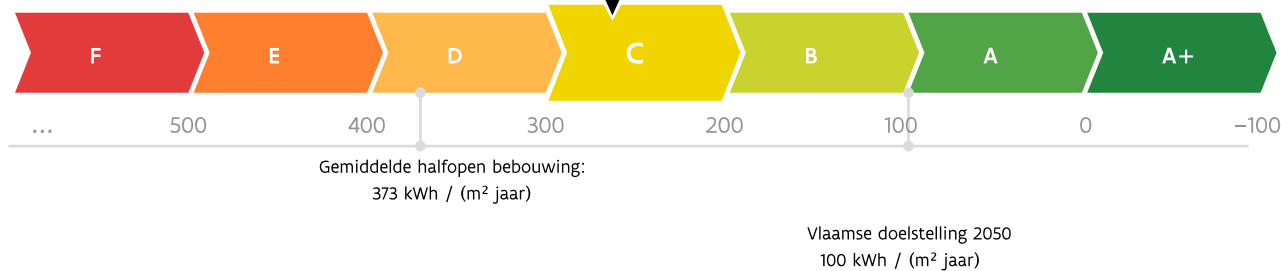 F E D C B A A+
... 500 400 300 200 100 0 –100
Gemiddelde halfopen bebouwing:
373 kWh / (m² jaar)
Vlaamse doelstelling 2050
100 kWh / (m² jaar)